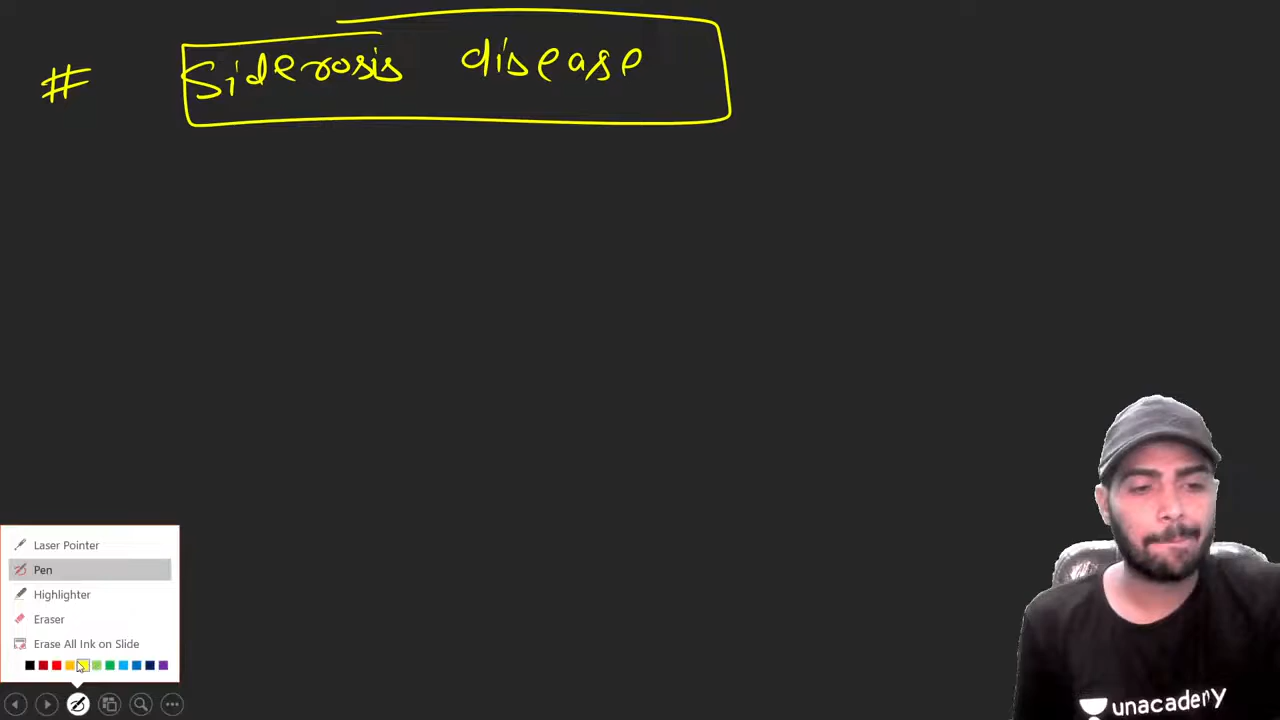 # Siderosis disease
Laser Pointer
Pen
Highlighter
Eraser
Erase All Ink on Slide
unacademy